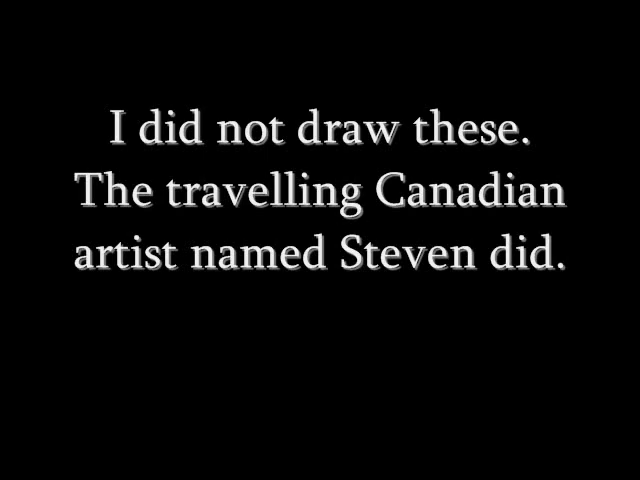 I did not draw these.
The travelling Canadian
artist named Steven did.